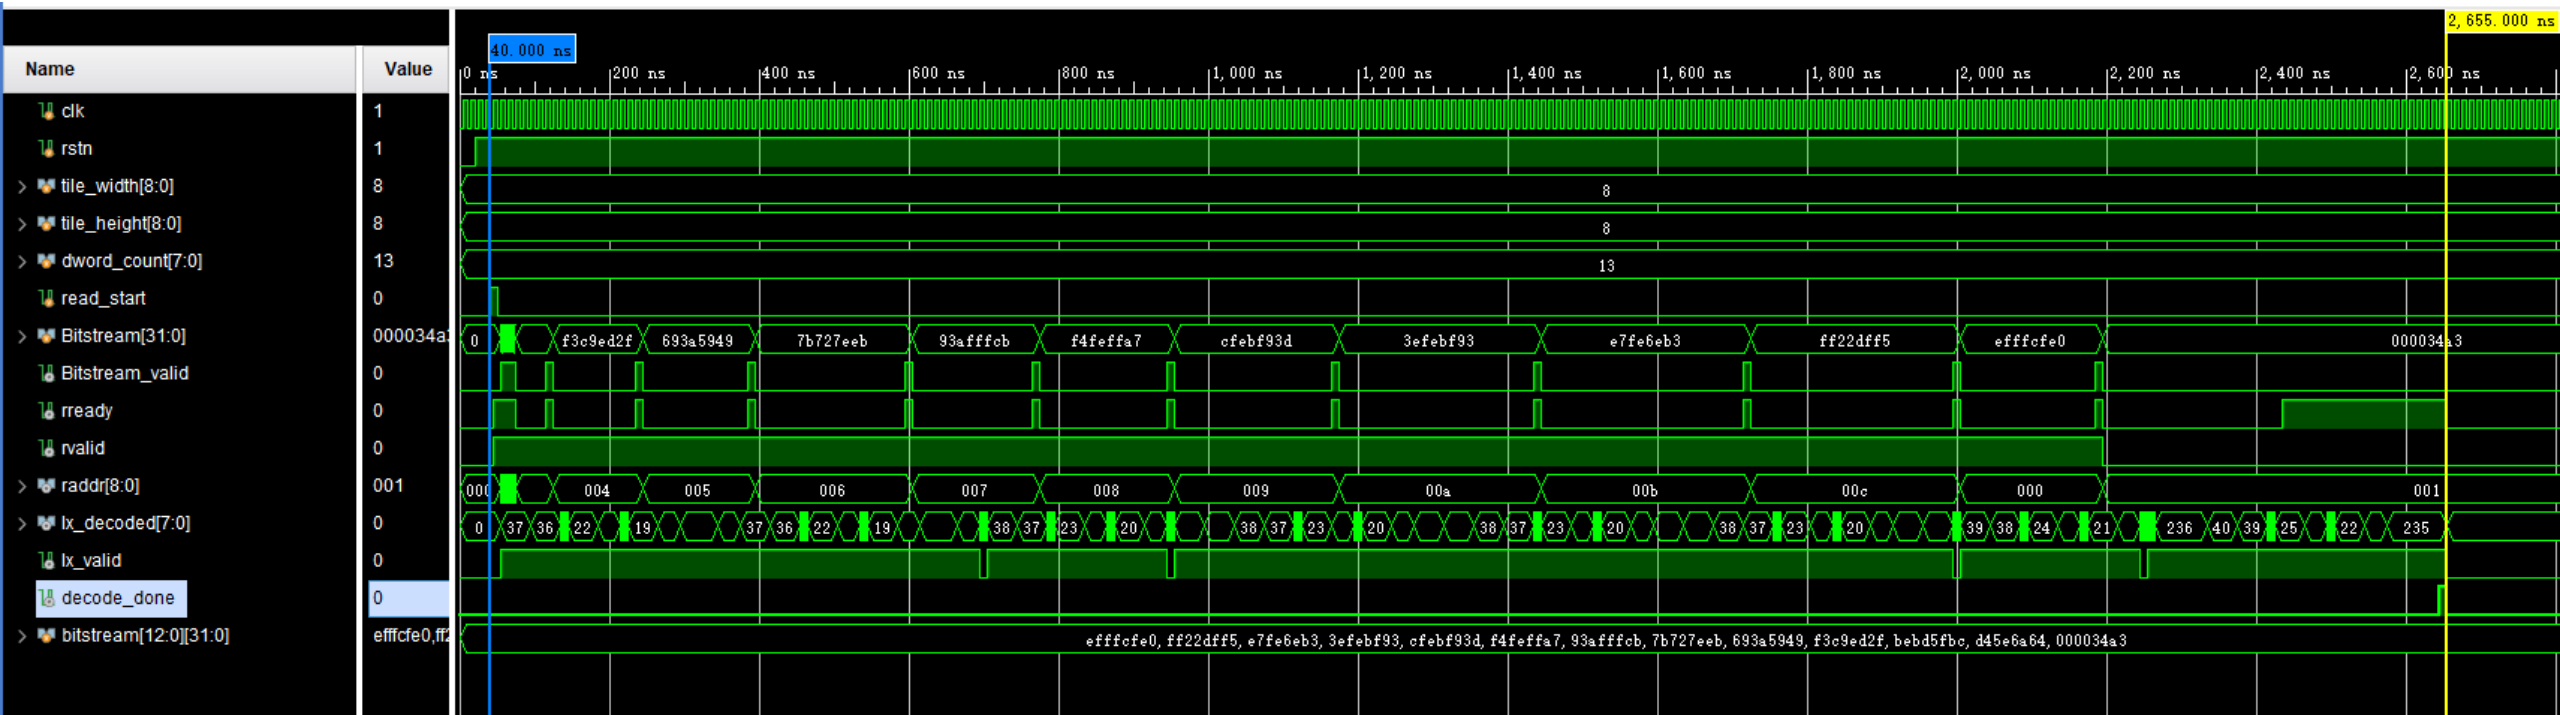 2,655.000 ns
40.000 ns
Name Value
0 ns 200 ns 400 ns 600 ns 800 ns 1,000 ns 1,200 ns 1,400 ns 1,600 ns 1,800 ns 2,000 ns 2,200 ns 2,400 ns 2,600 ns
clk 1
rstn 1
tile_width[8:0] 8 8
tile_height[8:0] 8 8
dword_count[7:0] 13 13
read_start 0
Bitstream[31:0] 000034a 0 f3c9ed2f 693a5949 7b727eeb 93afffcb f4feffa7 cfebf93d 3efebf93 e7fe6eb3 ff22dff5 efffcfe0 000034a3
Bitstream_valid 0
rready 0
rvalid 0
raddr[8:0] 001 000 004 005 006 007 008 009 00a 00b 00c 000 001
lx_decoded[7:0] 0 0 37 36 22 19 37 36 22 19 38 37 23 20 38 37 23 20 38 37 23 20 38 37 23 20 39 38 24 21 236 40 39 25 22 235
lx_valid 0
decode_done 0
bitstream[12:0][31:0] efffcfe0,ff2 efffcfe0, ff22dff5, e7fe6eb3, 3efebf93, cfebf93d, f4feffa7, 93afffcb, 7b727eeb, 693a5949, f3c9ed2f, bebd5fbc, d45e6a64, 000034a3